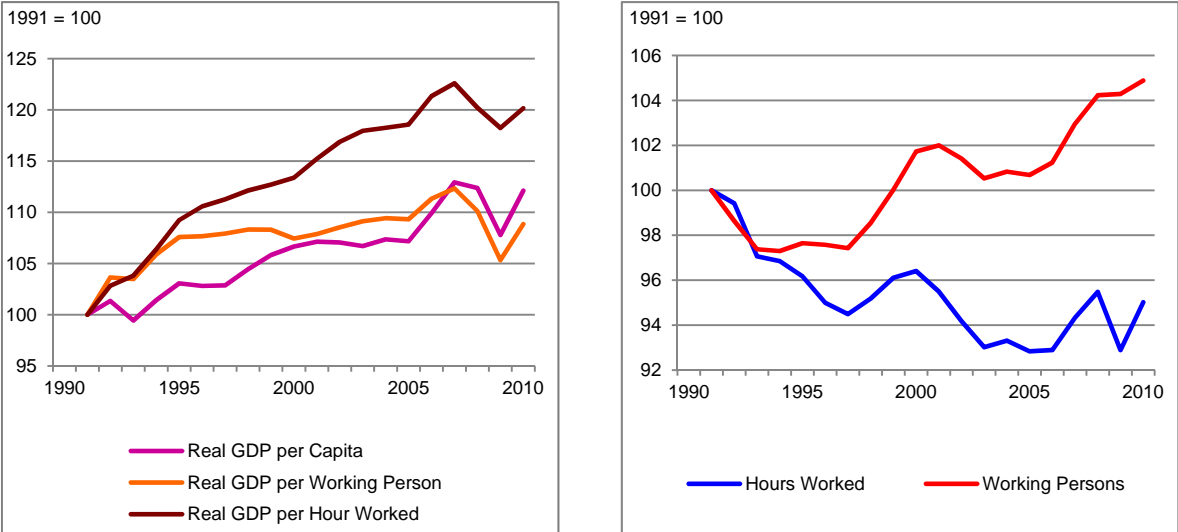 1991 = 100
125
120
115
110
105
100
95
1990 1995 2000 2005 2010
Real GDP per Capita
Real GDP per Working Person
Real GDP per Hour Worked
1991 = 100
106
104
102
100
98
96
94
92
1990 1995 2000 2005 2010
Hours Worked Working Persons